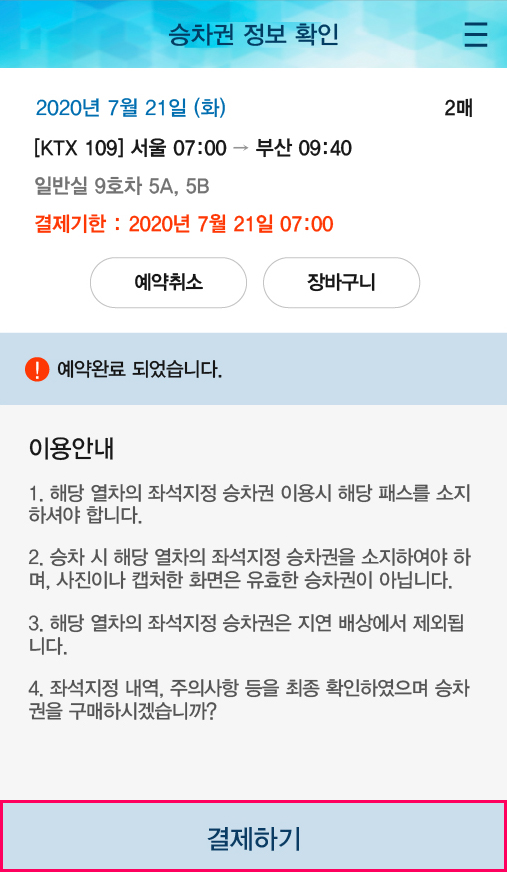 승차권 정보 확인
2020년 7월 21일 (화) 2매
[KTX 109] 서울 07:00 → 부산 09:40
일반실 9호차 5A, 5B
결제기한 : 2020년 7월 21일 07:00
예약취소 장바구니
예약완료 되었습니다.
이용안내
1. 해당 열차의 좌석지정 승차권 이용시 해당 패스를 소지
하셔야 합니다.
2. 승차 시 해당 열차의 좌석지정 승차권을 소지하여야 하
며, 사진이나 캡처한 화면은 유효한 승차권이 아닙니다.
3. 해당 열차의 좌석지정 승차권은 지연 배상에서 제외됩
니다.
4. 좌석지정 내역, 주의사항 등을 최종 확인하였으며 승차
권을 구매하시겠습니까?
결제하기